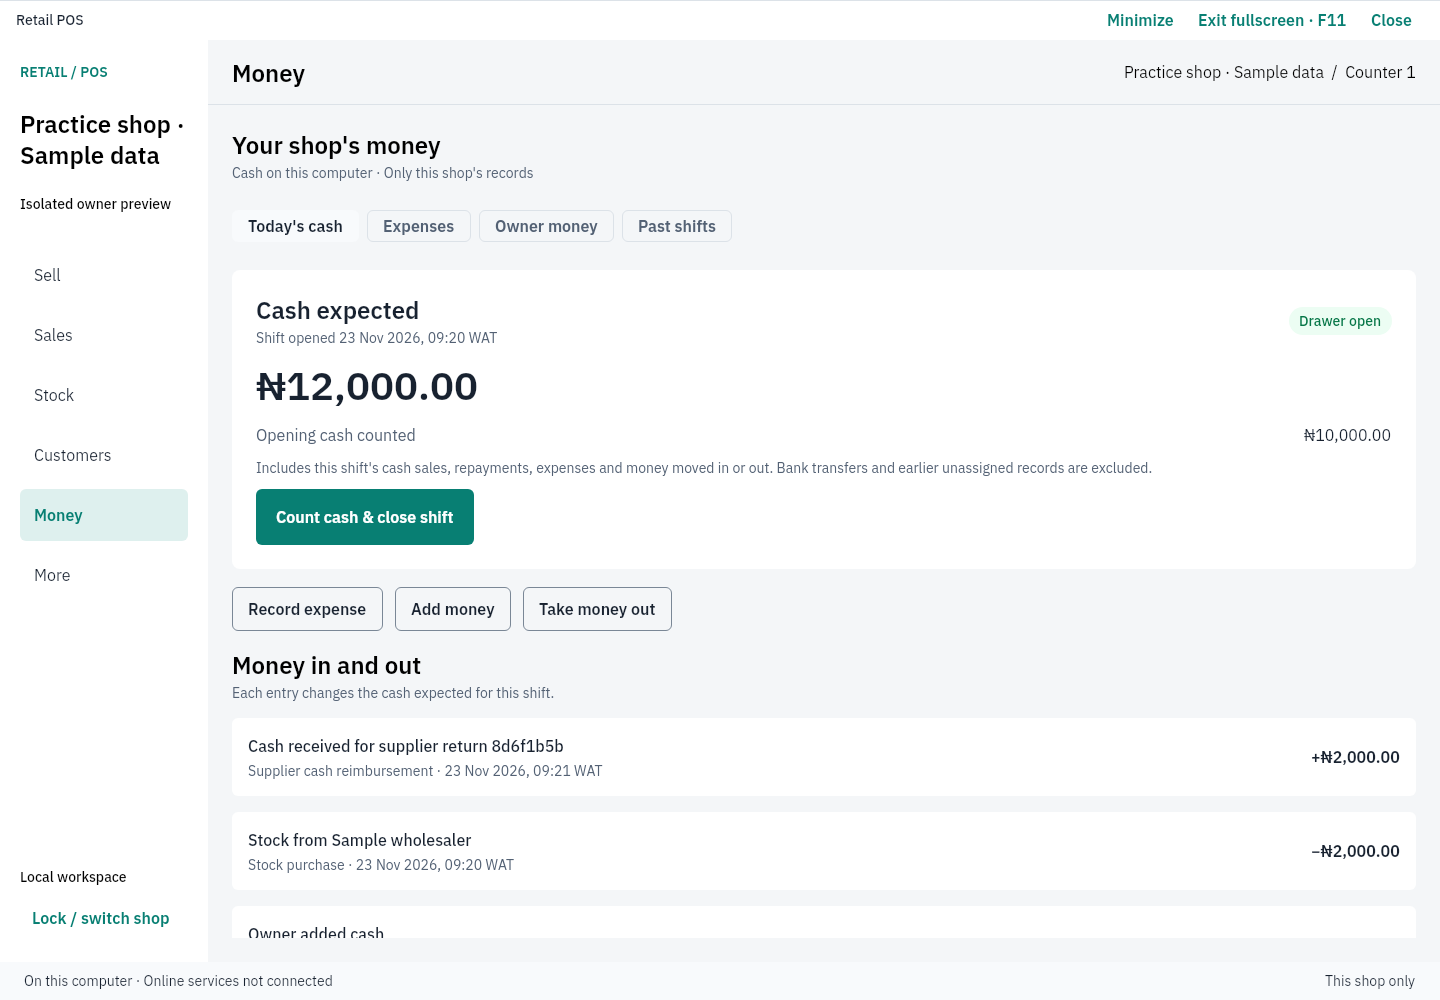 Retail POS
Minimize
Exit fullscreen · F11
Close
RETAIL / POS
Practice shop ·
Sample data
Isolated owner preview
Sell
Sales
Stock
Customers
Money
More
Local workspace
Lock / switch shop
Money
Practice shop · Sample data / Counter 1
Your shop's money
Cash on this computer · Only this shop's records
Today's cash
Expenses
Owner money
Past shifts
Cash expected
Shift opened 23 Nov 2026, 09:20 WAT
Drawer open
₦12,000.00
Opening cash counted
₦10,000.00
Includes this shift's cash sales, repayments, expenses and money moved in or out. Bank transfers and earlier unassigned records are excluded.
Count cash & close shift
Record expense
Add money
Take money out
Money in and out
Each entry changes the cash expected for this shift.
Cash received for supplier return 8d6f1b5b
Supplier cash reimbursement · 23 Nov 2026, 09:21 WAT
+₦2,000.00
Stock from Sample wholesaler
Stock purchase · 23 Nov 2026, 09:20 WAT
−₦2,000.00
Owner added cash
On this computer · Online services not connected
This shop only